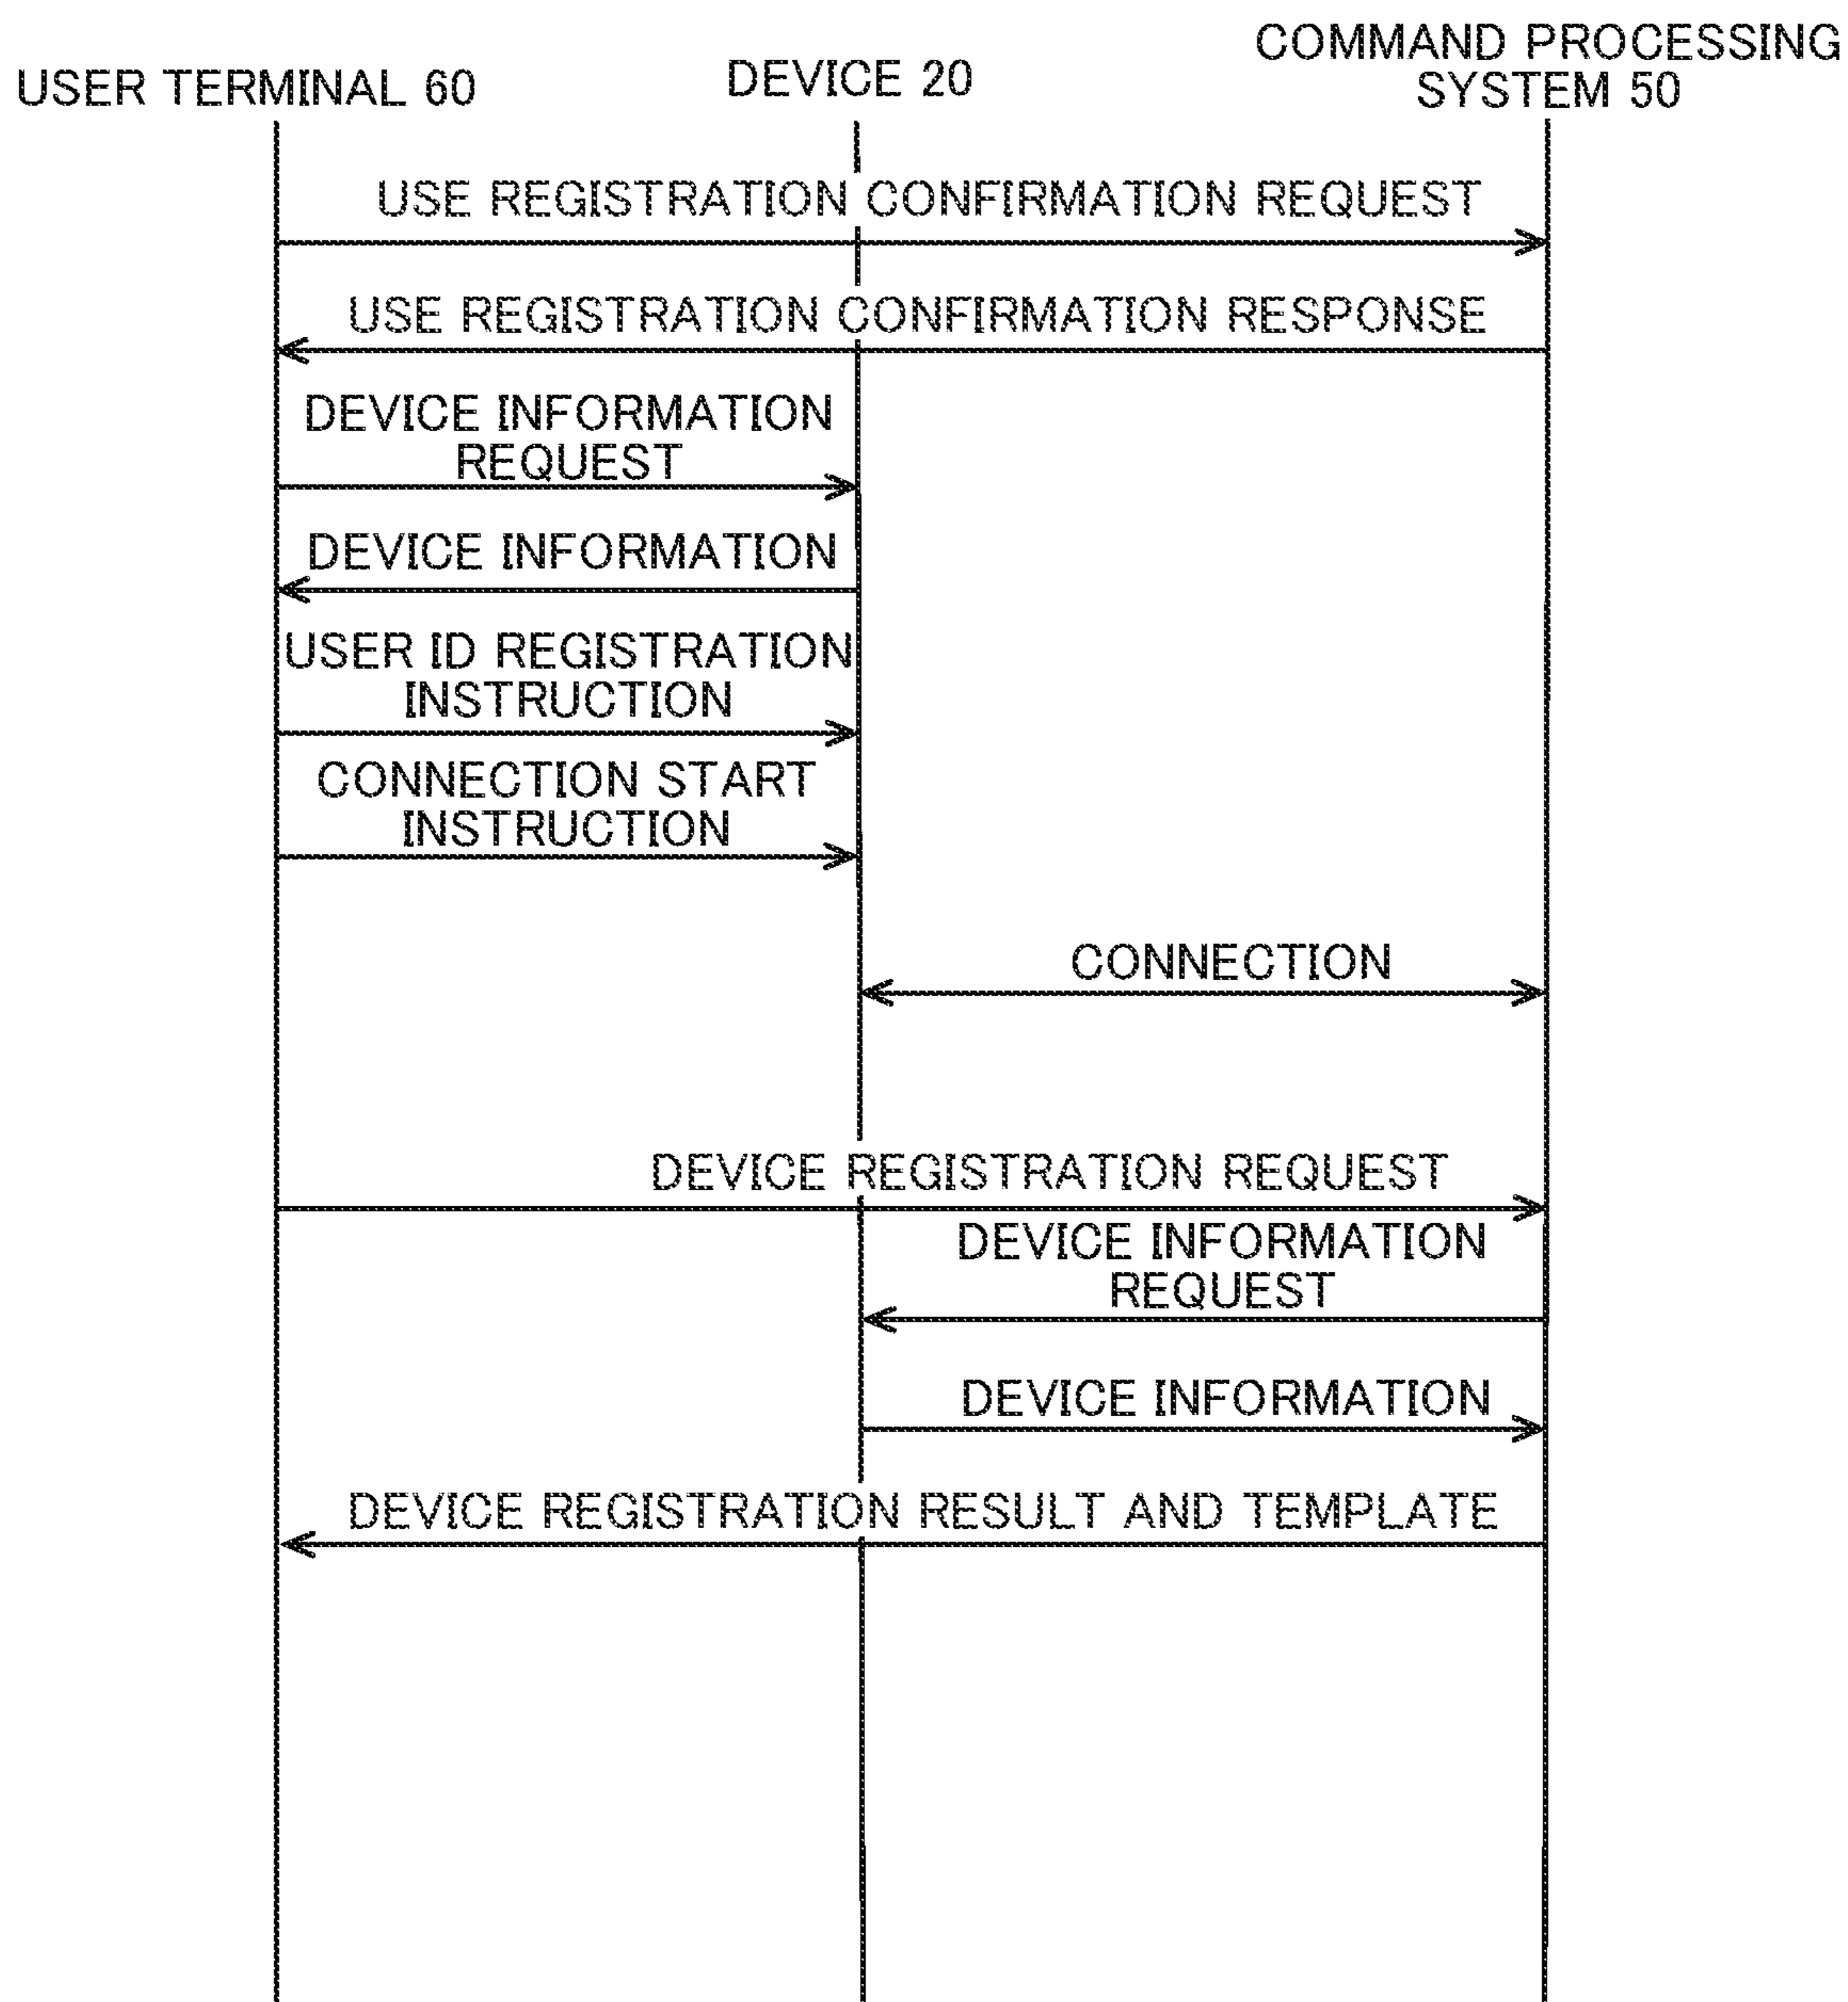 USER TERMINAL 60
DEVICE 20
COMMAND PROCESSING
SYSTEM 50
USE REGISTRATION CONFIRMATION REQUEST
USE REGISTRATION CONFIRMATION RESPONSE
DEVICE INFORMATION
REQUEST
DEVICE INFORMATION
USER ID REGISTRATION
INSTRUCTION
CONNECTION START
INSTRUCTION
CONNECTION
DEVICE REGISTRATION REQUEST
DEVICE INFORMATION
REQUEST
DEVICE INFORMATION
DEVICE REGISTRATION RESULT AND TEMPLATE